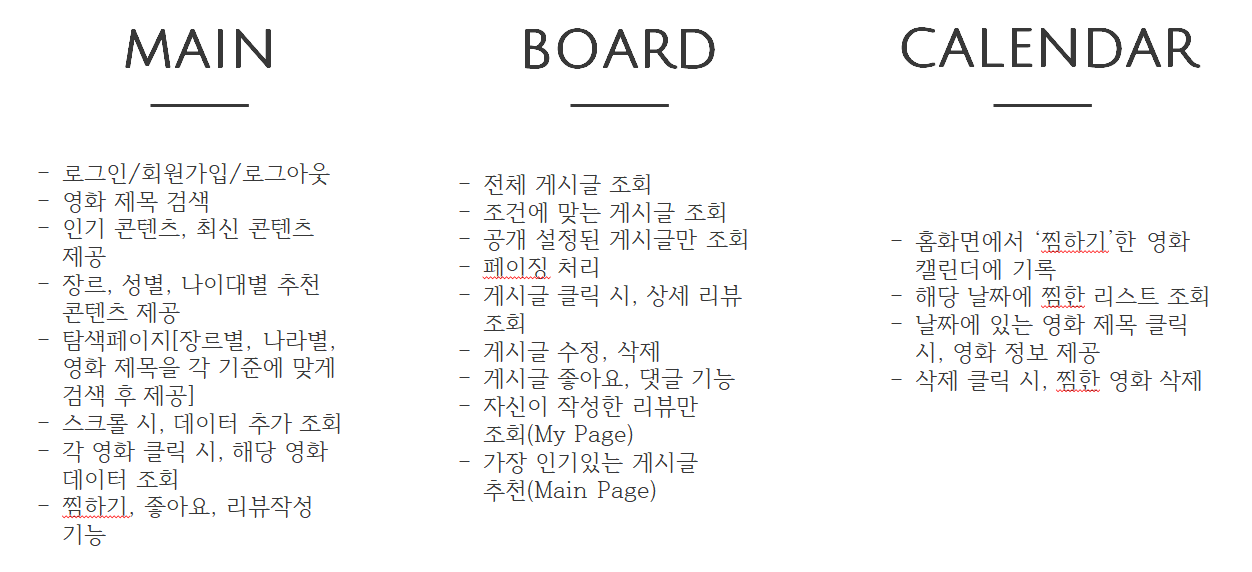 MAIN
- 로그인/회원가입/로그아웃
- 영화 제목 검색
- 인기 콘텐츠, 최신 콘텐츠
제공
- 장르, 성별, 나이대별 추천
콘텐츠 제공
- 탐색페이지[장르별, 나라별,
영화 제목을 각 기준에 맞게
검색 후 제공]
- 스크롤 시, 데이터 추가 조회
- 각 영화 클릭 시, 해당 영화
데이터 조회
- 찜하기, 좋아요, 리뷰작성
기능
BOARD
- 전체 게시글 조회
- 조건에 맞는 게시글 조회
- 공개 설정된 게시글만 조회
- 페이징 처리
- 게시글 클릭 시, 상세 리뷰
조회
- 게시글 수정, 삭제
- 게시글 좋아요, 댓글 기능
- 자신이 작성한 리뷰만
조회(My Page)
- 가장 인기있는 게시글
추천(Main Page)
CALENDAR
- 홈화면에서 ‘찜하기’한 영화
캘린더에 기록
- 해당 날짜에 찜한 리스트 조회
- 날짜에 있는 영화 제목 클릭
시, 영화 정보 제공
- 삭제 클릭 시, 찜한 영화 삭제